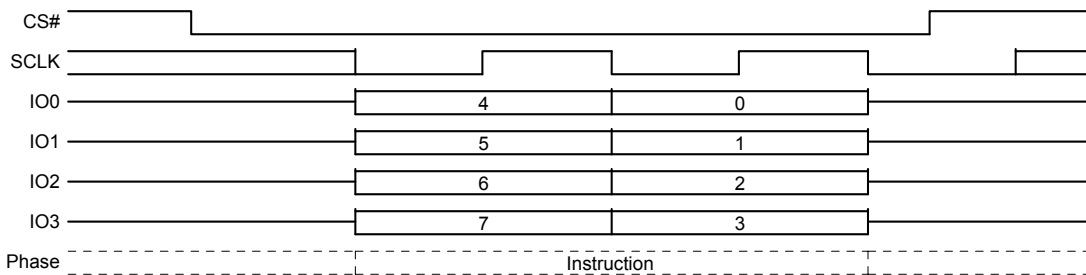 CS#
SCLK
IO0 4 0
IO1 5 1
IO2 6 2
IO3 7 3
Phase Instruction